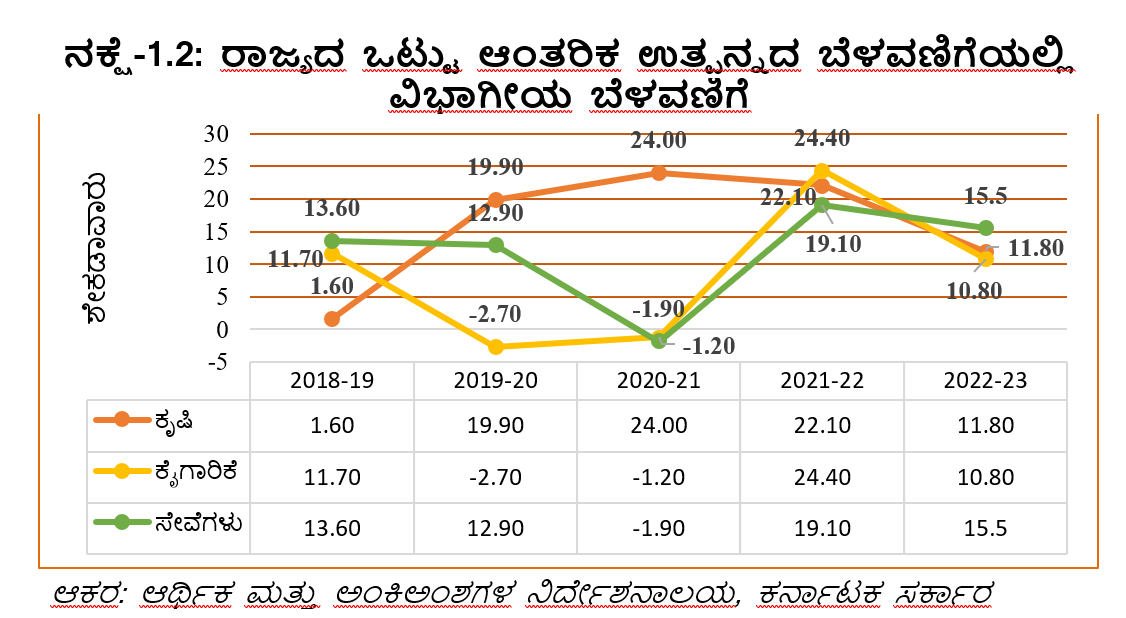 ನಕ್ಷೆ-1.2: ರಾಜ್ಯದ ಒಟ್ಟು ಆಂತರಿಕ ಉತ್ಪನ್ನದ ಬೆಳವಣಿಗೆಯಲ್ಲಿ
ವಿಭಾಗೀಯ ಬೆಳವಣಿಗೆ
ಶೇಕಡಾವಾರು
30
25
20
15
10
5
0
-5
13.60
11.70
1.60
19.90
12.90
-2.70
24.00
-1.90
-1.20
24.40
22.10
19.10
15.5
11.80
10.80
2018-19 2019-20 2020-21 2021-22 2022-23
ಕೃಷಿ 1.60 19.90 24.00 22.10 11.80
ಕೈಗಾರಿಕೆ 11.70 -2.70 -1.20 24.40 10.80
ಸೇವೆಗಳು 13.60 12.90 -1.90 19.10 15.5
ಆಕರ: ಆರ್ಥಿಕ ಮತ್ತು ಅಂಕಿಅಂಶಗಳ ನಿರ್ದೇಶನಾಲಯ, ಕರ್ನಾಟಕ ಸರ್ಕಾರ